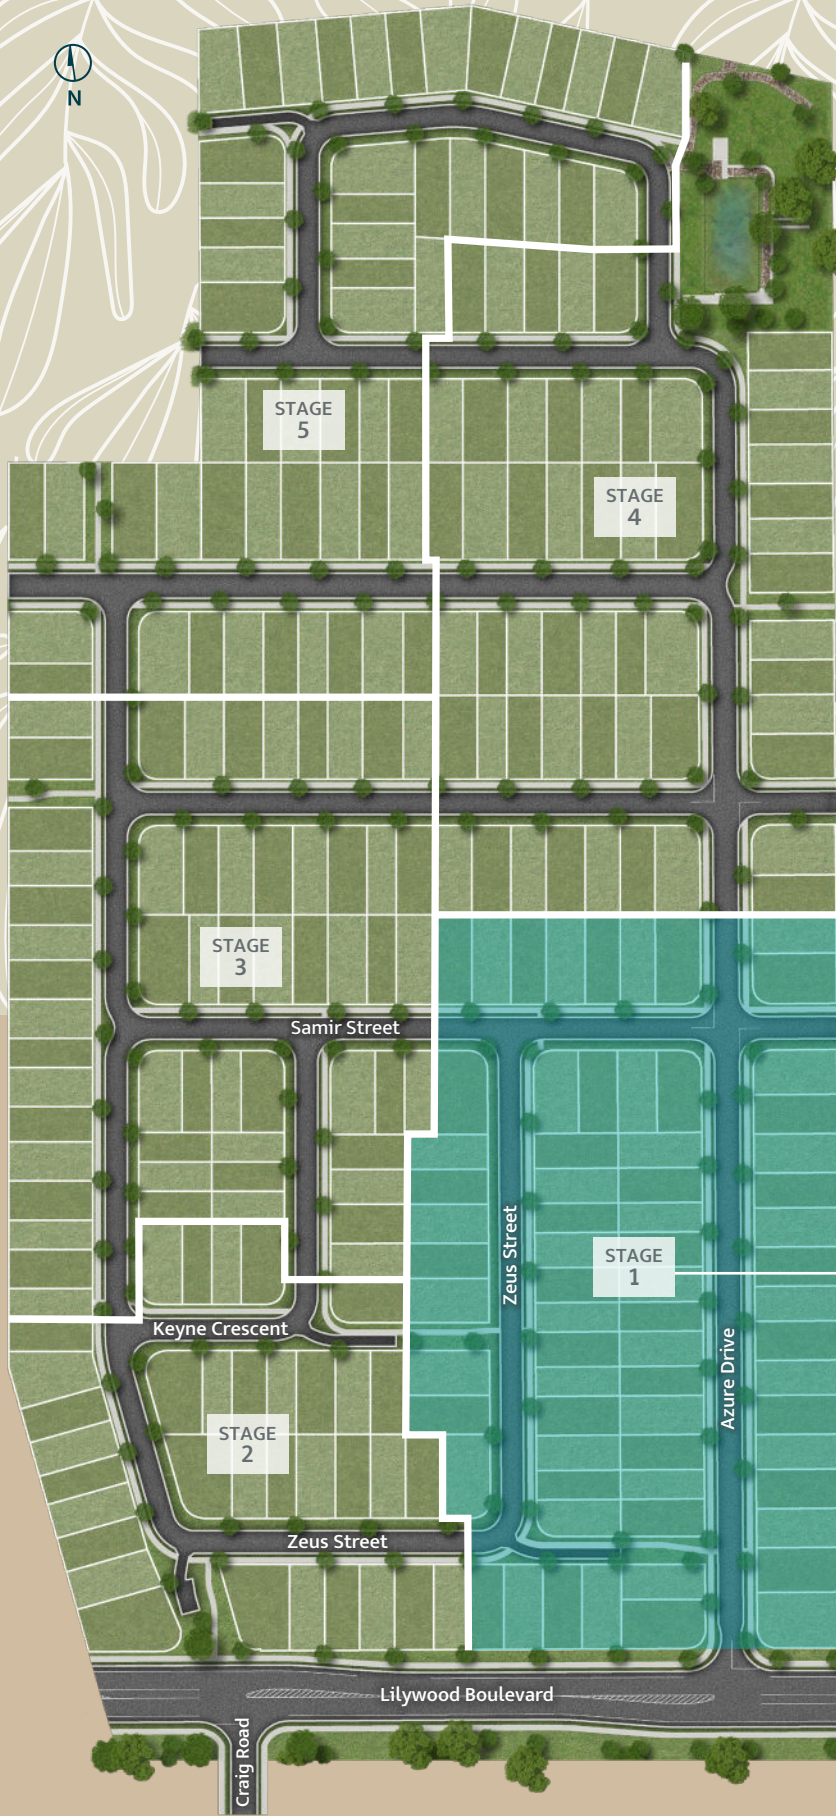 N
STAGE
5
STAGE
4
STAGE
3
Samir Street
Zeus Street
STAGE
1
Keyne Crescent
Azure Drive
STAGE
2
Zeus Street
Lilywood Boulevard
Craig Road